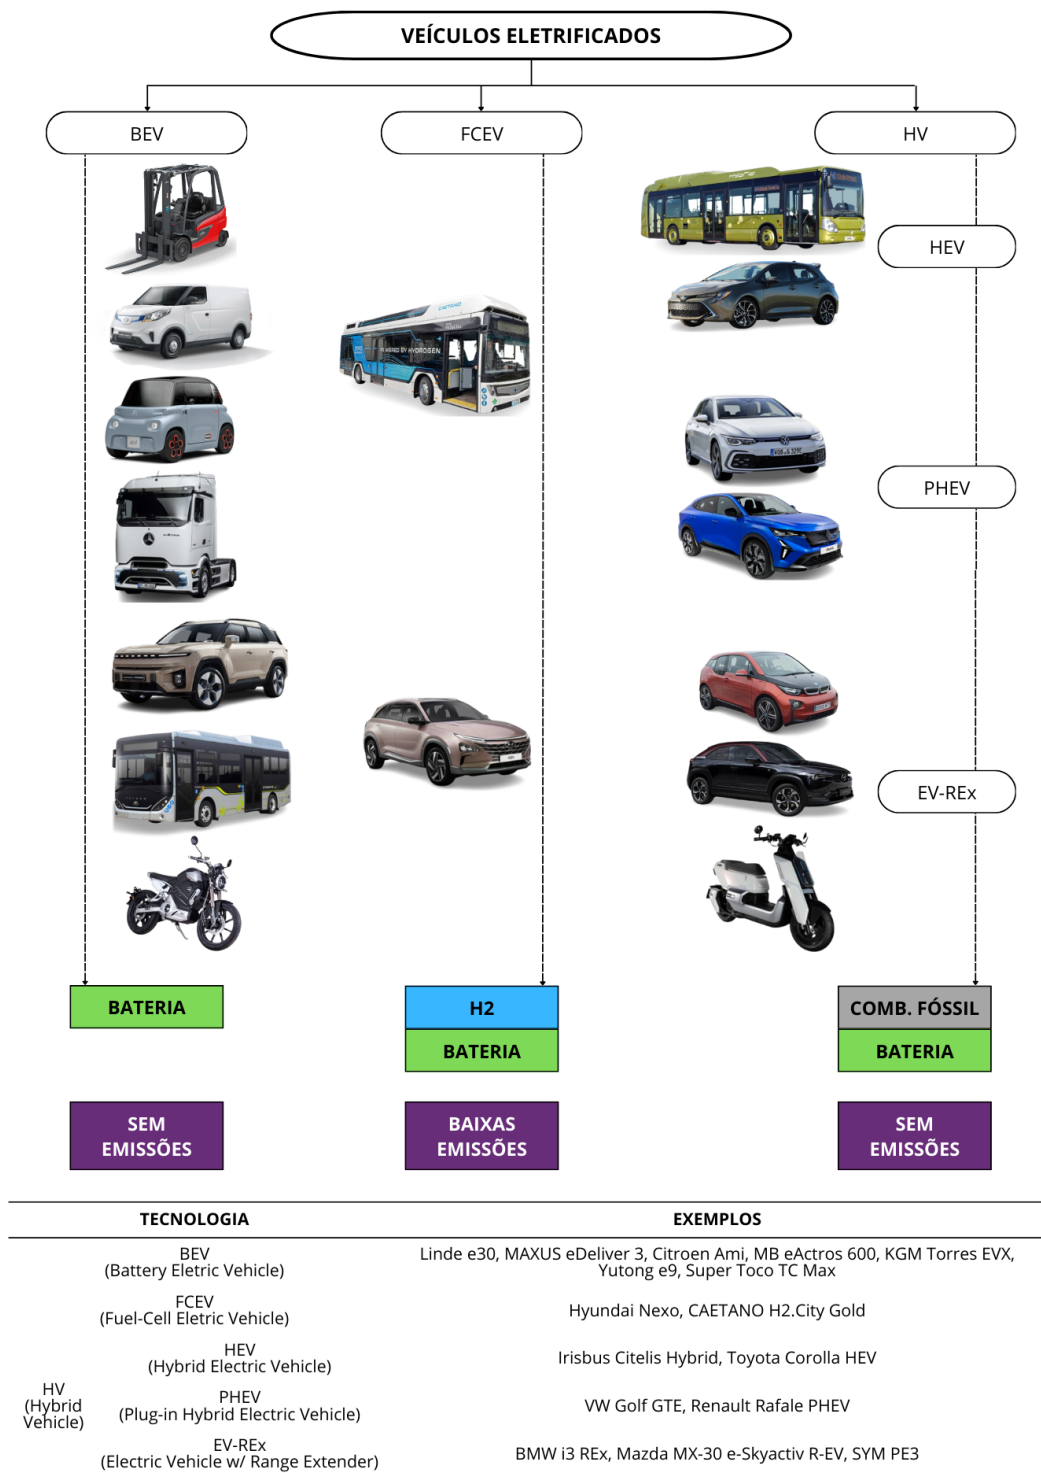 VEÍCULOS ELETRIFICADOS
BEV
FCEV
HV
HEV
CAETANO
POWERED BY HYDROGEN
PHEV
EV-REx
BATERIA
H2
BATERIA
COMB. FÓSSIL
BATERIA
SEM
EMISSÕES
BAIXAS
EMISSÕES
SEM
EMISSÕES
TECNOLOGIA
EXEMPLOS
BEV
(Battery Eletric Vehicle)
Linde e30, MAXUS eDeliver 3, Citroen Ami, MB eActros 600, KGM Torres EVX,
Yutong e9, Super Toco TC Max
FCEV
(Fuel-Cell Eletric Vehicle)
Hyundai Nexo, CAETANO H2.City Gold
HV
(Hybrid
Vehicle)
HEV
(Hybrid Electric Vehicle)
Irisbus Citelis Hybrid, Toyota Corolla HEV
PHEV
(Plug-in Hybrid Electric Vehicle)
VW Golf GTE, Renault Rafale PHEV
EV-REx
(Electric Vehicle w/ Range Extender)
BMW i3 REx, Mazda MX-30 e-Skyactiv R-EV, SYM PE3